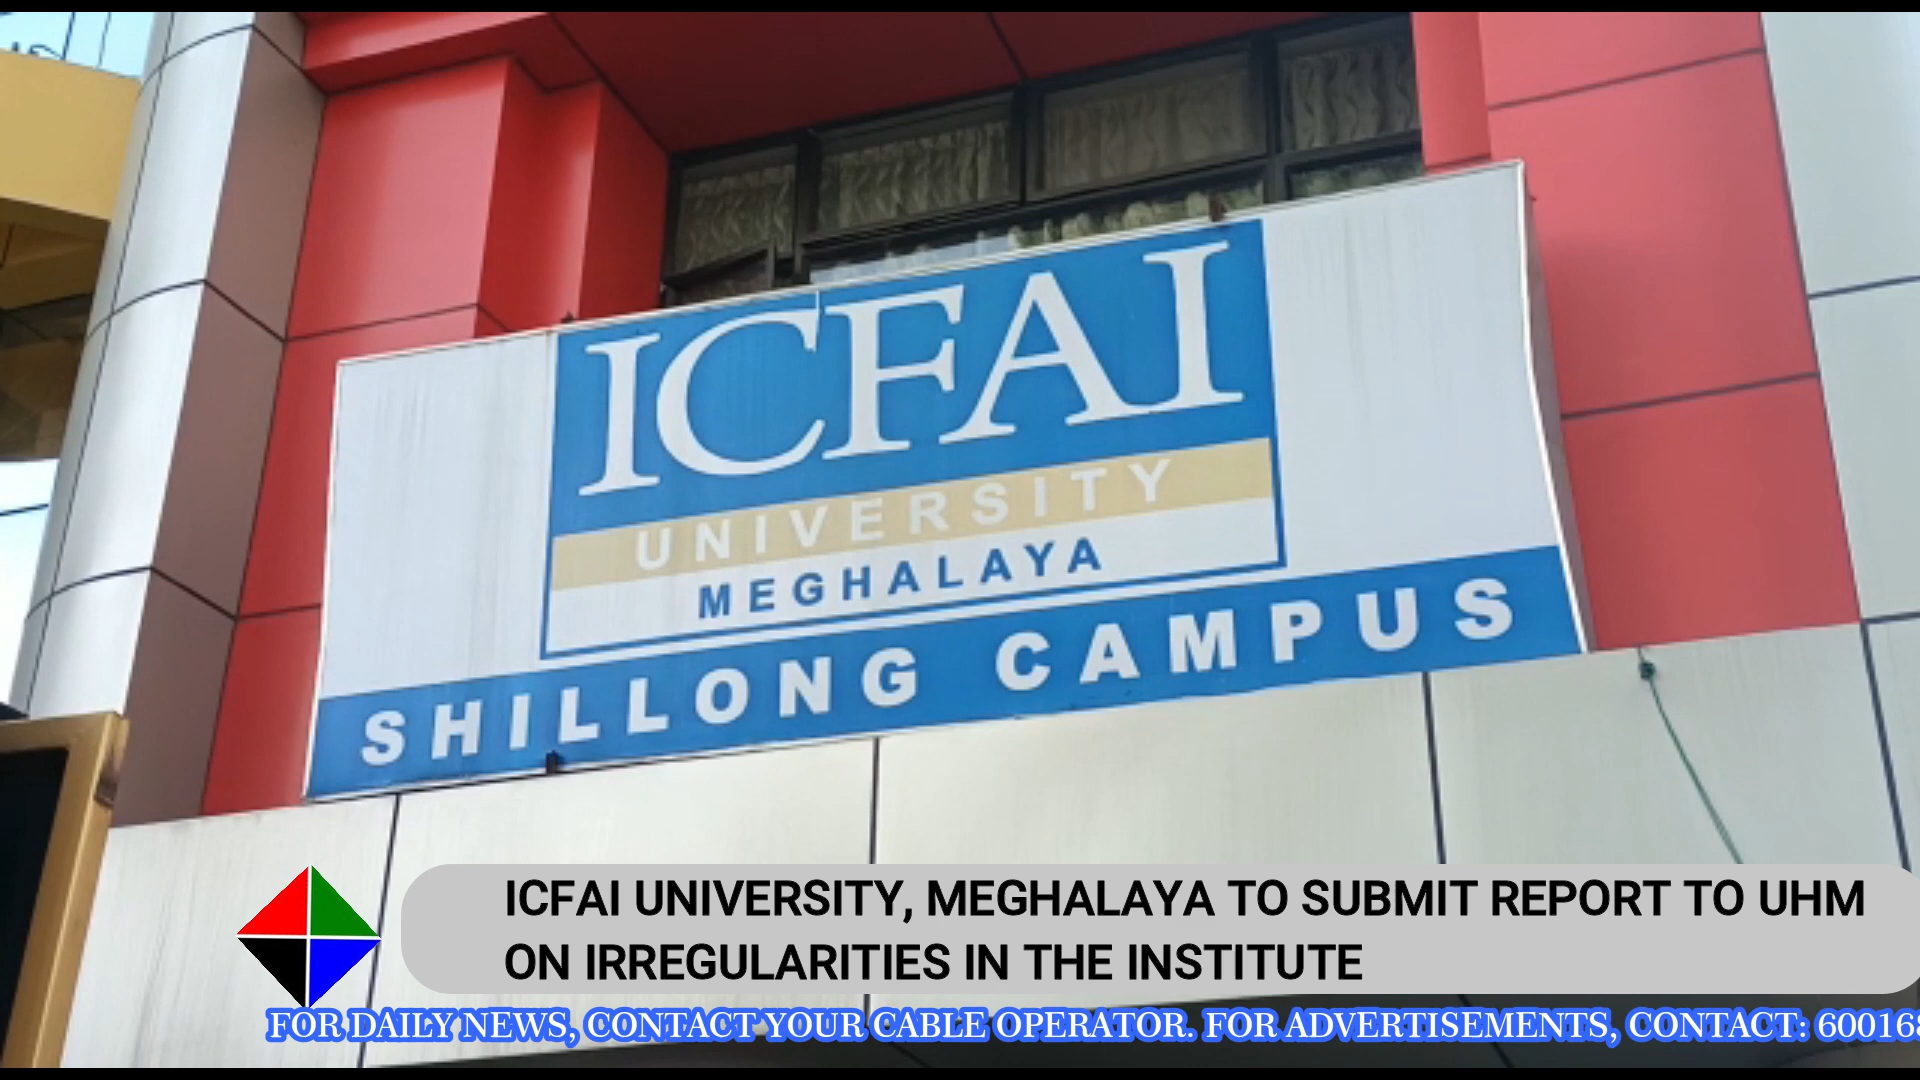 ICFAI
UNIVERSITY
MEGHALAYA
SHILLONG CAMPUS
ICFAI UNIVERSITY, MEGHALAYA TO SUBMIT REPORT TO UHM
ON IRREGULARITIES IN THE INSTITUTE
FOR DAILY NEWS, CONTACT YOUR CABLE OPERATOR. FOR ADVERTISEMENTS, CONTACT: 60016